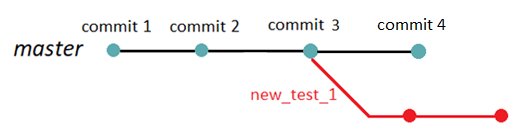 commit 1 commit 2 commit 3 commit 4
master
new_test_1